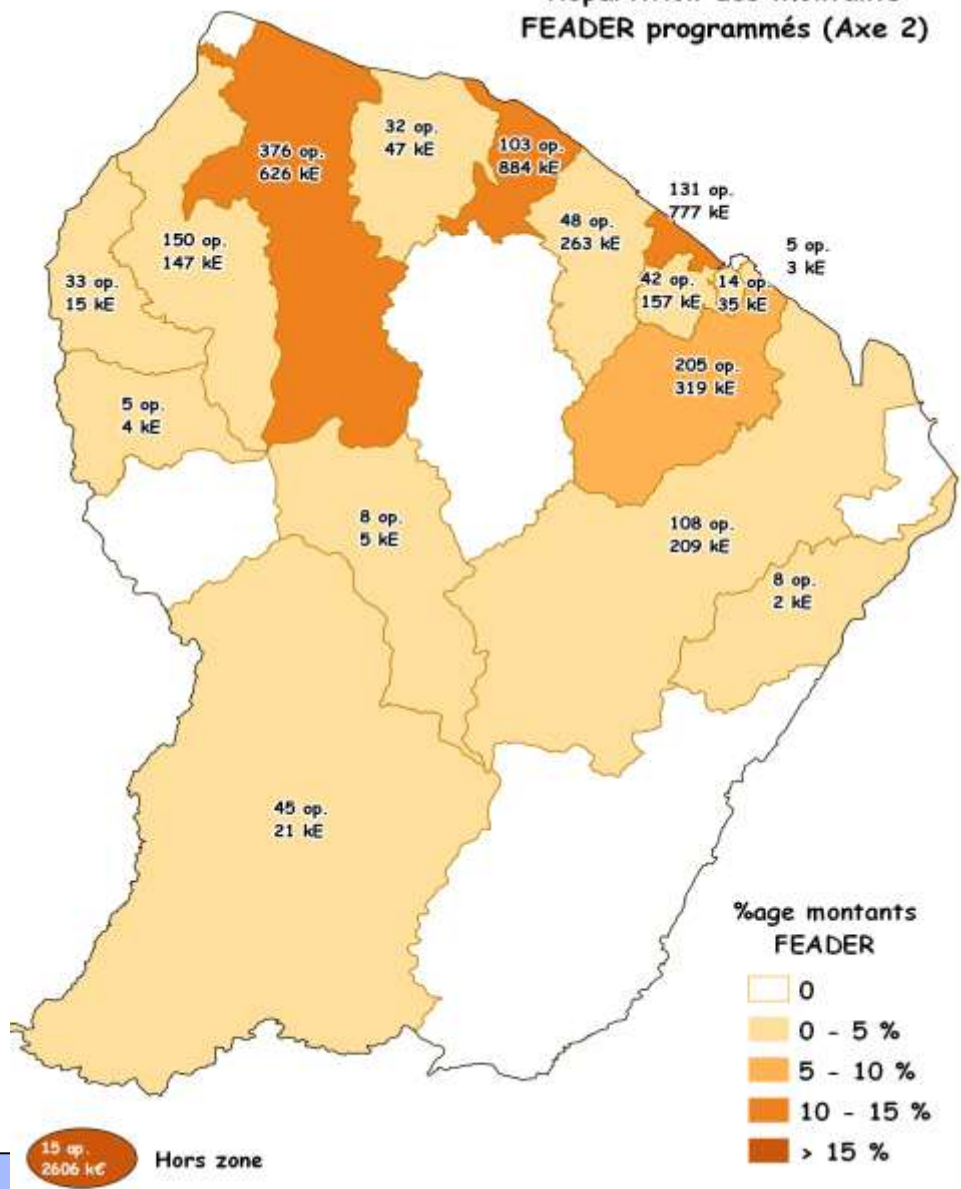 FEADER programmés (Axe 2)
32 op.
47 kE
103 op.
884 kE
376 op.
626 kE
131 op.
777 kE
48 op.
263 kE
5 op.
3 kE
150 op.
147 kE
33 op.
15 kE
42 op.
157 kE
14 op.
35 kE
205 op.
319 kE
5 op.
4 kE
8 op.
5 kE
108 op.
209 kE
8 op.
2 kE
45 op.
21 kE
%age montants
FEADER
0
0 - 5 %
5 - 10 %
10 - 15 %
> 15 %
15 op.
2606 k€
Hors zone